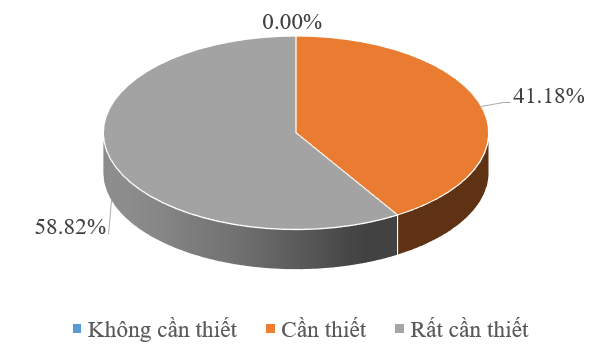 0.00%
41.18%
58.82%
Không cần thiết Cần thiết Rất cần thiết